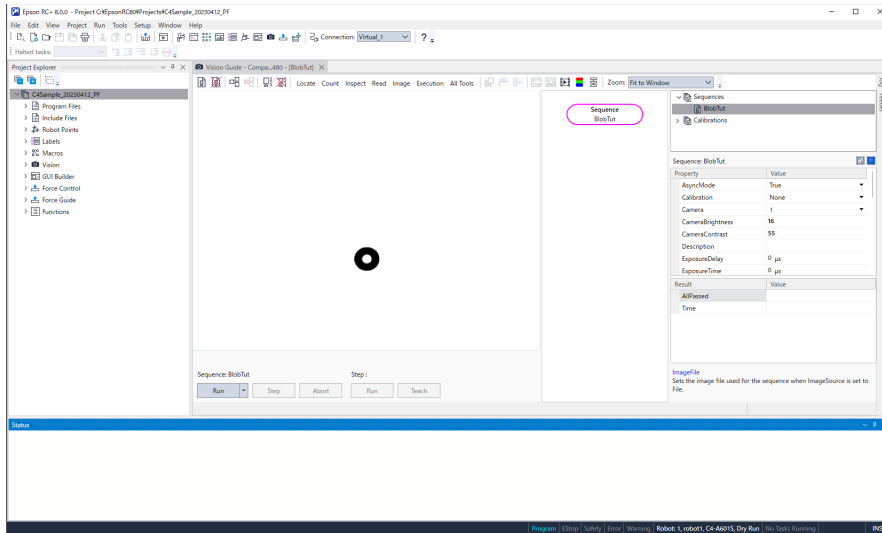 Epson RC+ 8.0.0 - Project C:¥EpsonRC80¥Projects¥C4Sample_20230412_PF
File Edit View Project Run Tools Setup Window Help
Connection: Virtual_1
Halted tasks:
Project Explorer
C4Sample_20230412_PF
Program Files
Include Files
Robot Points
Labels
Macros
Vision
GUI Builder
Force Control
Force Guide
Functions
Vision Guide - Compa...480 - [BlobTut]
Locate Count Inspect Read Image Execution All Tools
Zoom: Fit to Window
Sequence
BlobTut
Sequences
BlobTut
Calibrations
Sequence: BlobTut
Property Value
AsyncMode True
Calibration None
Camera 1
CameraBrightness 16
CameraContrast 55
Description
ExposureDelay 0 µs
ExposureTime 0 µs
Result Value
AllPassed
Time
ImageFile
Sets the image file used for the sequence when ImageSource is set to
File.
Sequence: BlobTut Step :
Run Step Abort Run Teach
Status
Program EStop Safety Error Warning Robot: 1, robot1, C4-A601S, Dry Run No Tasks Running INS